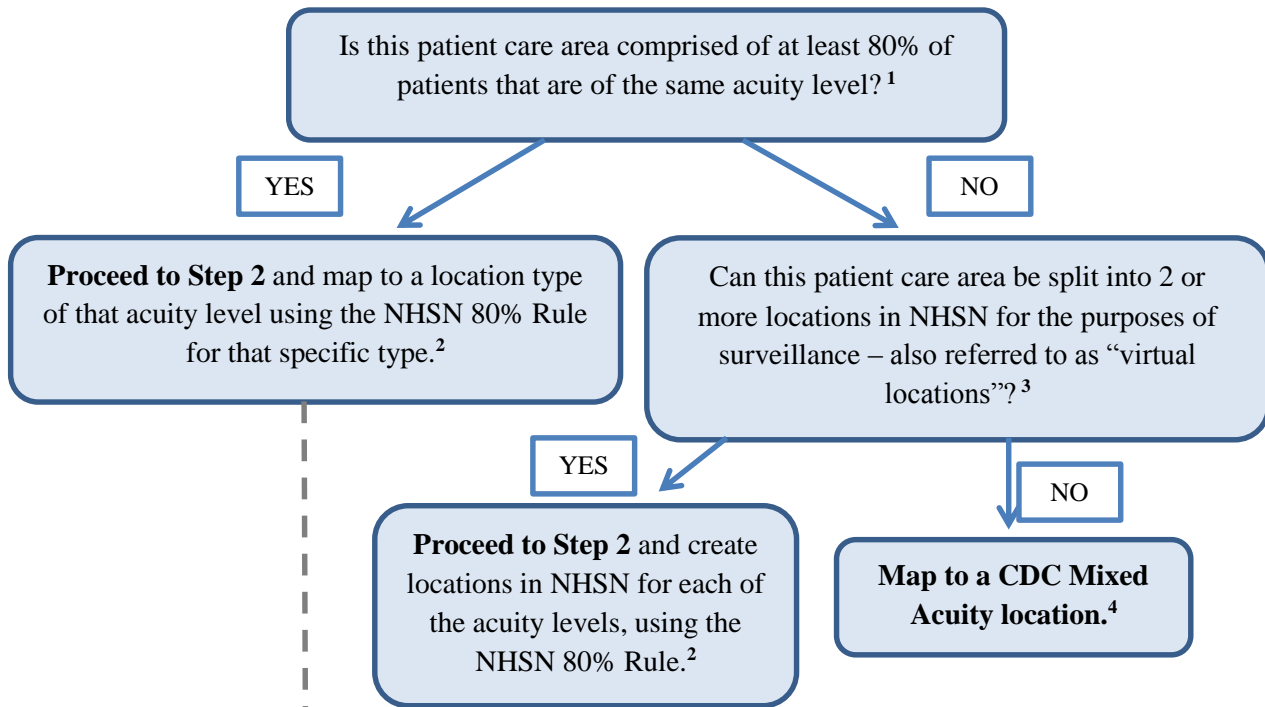 Is this patient care area comprised of at least 80% of
patients that are of the same acuity level? 1
YES
NO
Proceed to Step 2 and map to a location type
of that acuity level using the NHSN 80% Rule
for that specific type.2
Can this patient care area be split into 2 or
more locations in NHSN for the purposes of
surveillance – also referred to as “virtual
locations”? 3
YES
NO
Proceed to Step 2 and create
locations in NHSN for each of
the acuity levels, using the
NHSN 80% Rule.2
Map to a CDC Mixed
Acuity location.4